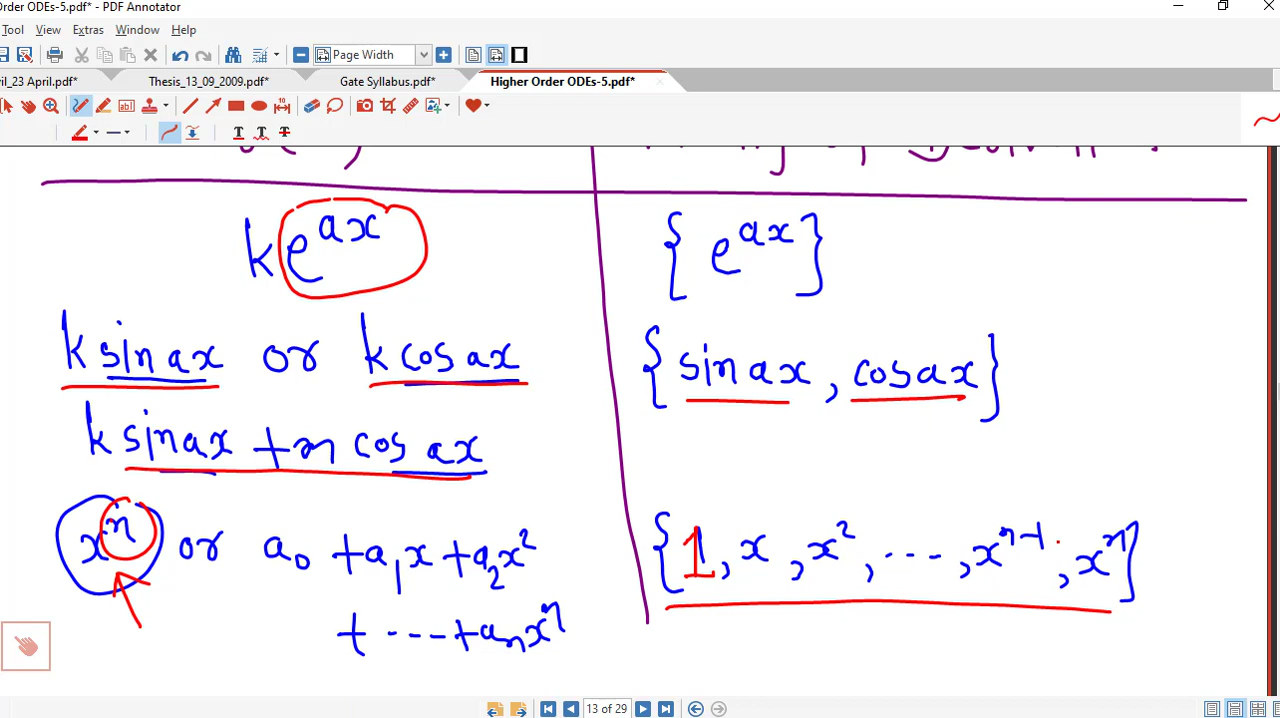 Order ODEs-5.pdf* - PDF Annotator
Tool View Extras Window Help
Page Width
il_23 April.pdf* Thesis_13_09_2009.pdf* Gate Syllabus.pdf* Higher Order ODEs-5.pdf*
k e^{ax} { e^{ax} }
k sin ax or k cos ax { sin ax , cos ax }
k sin ax + m cos ax
x^n or a_0 + a_1x + a_2x^2 { 1, x, x^2, ..., x^{n-1}, x^n }
+ ---- + a_nx^n
13 of 29